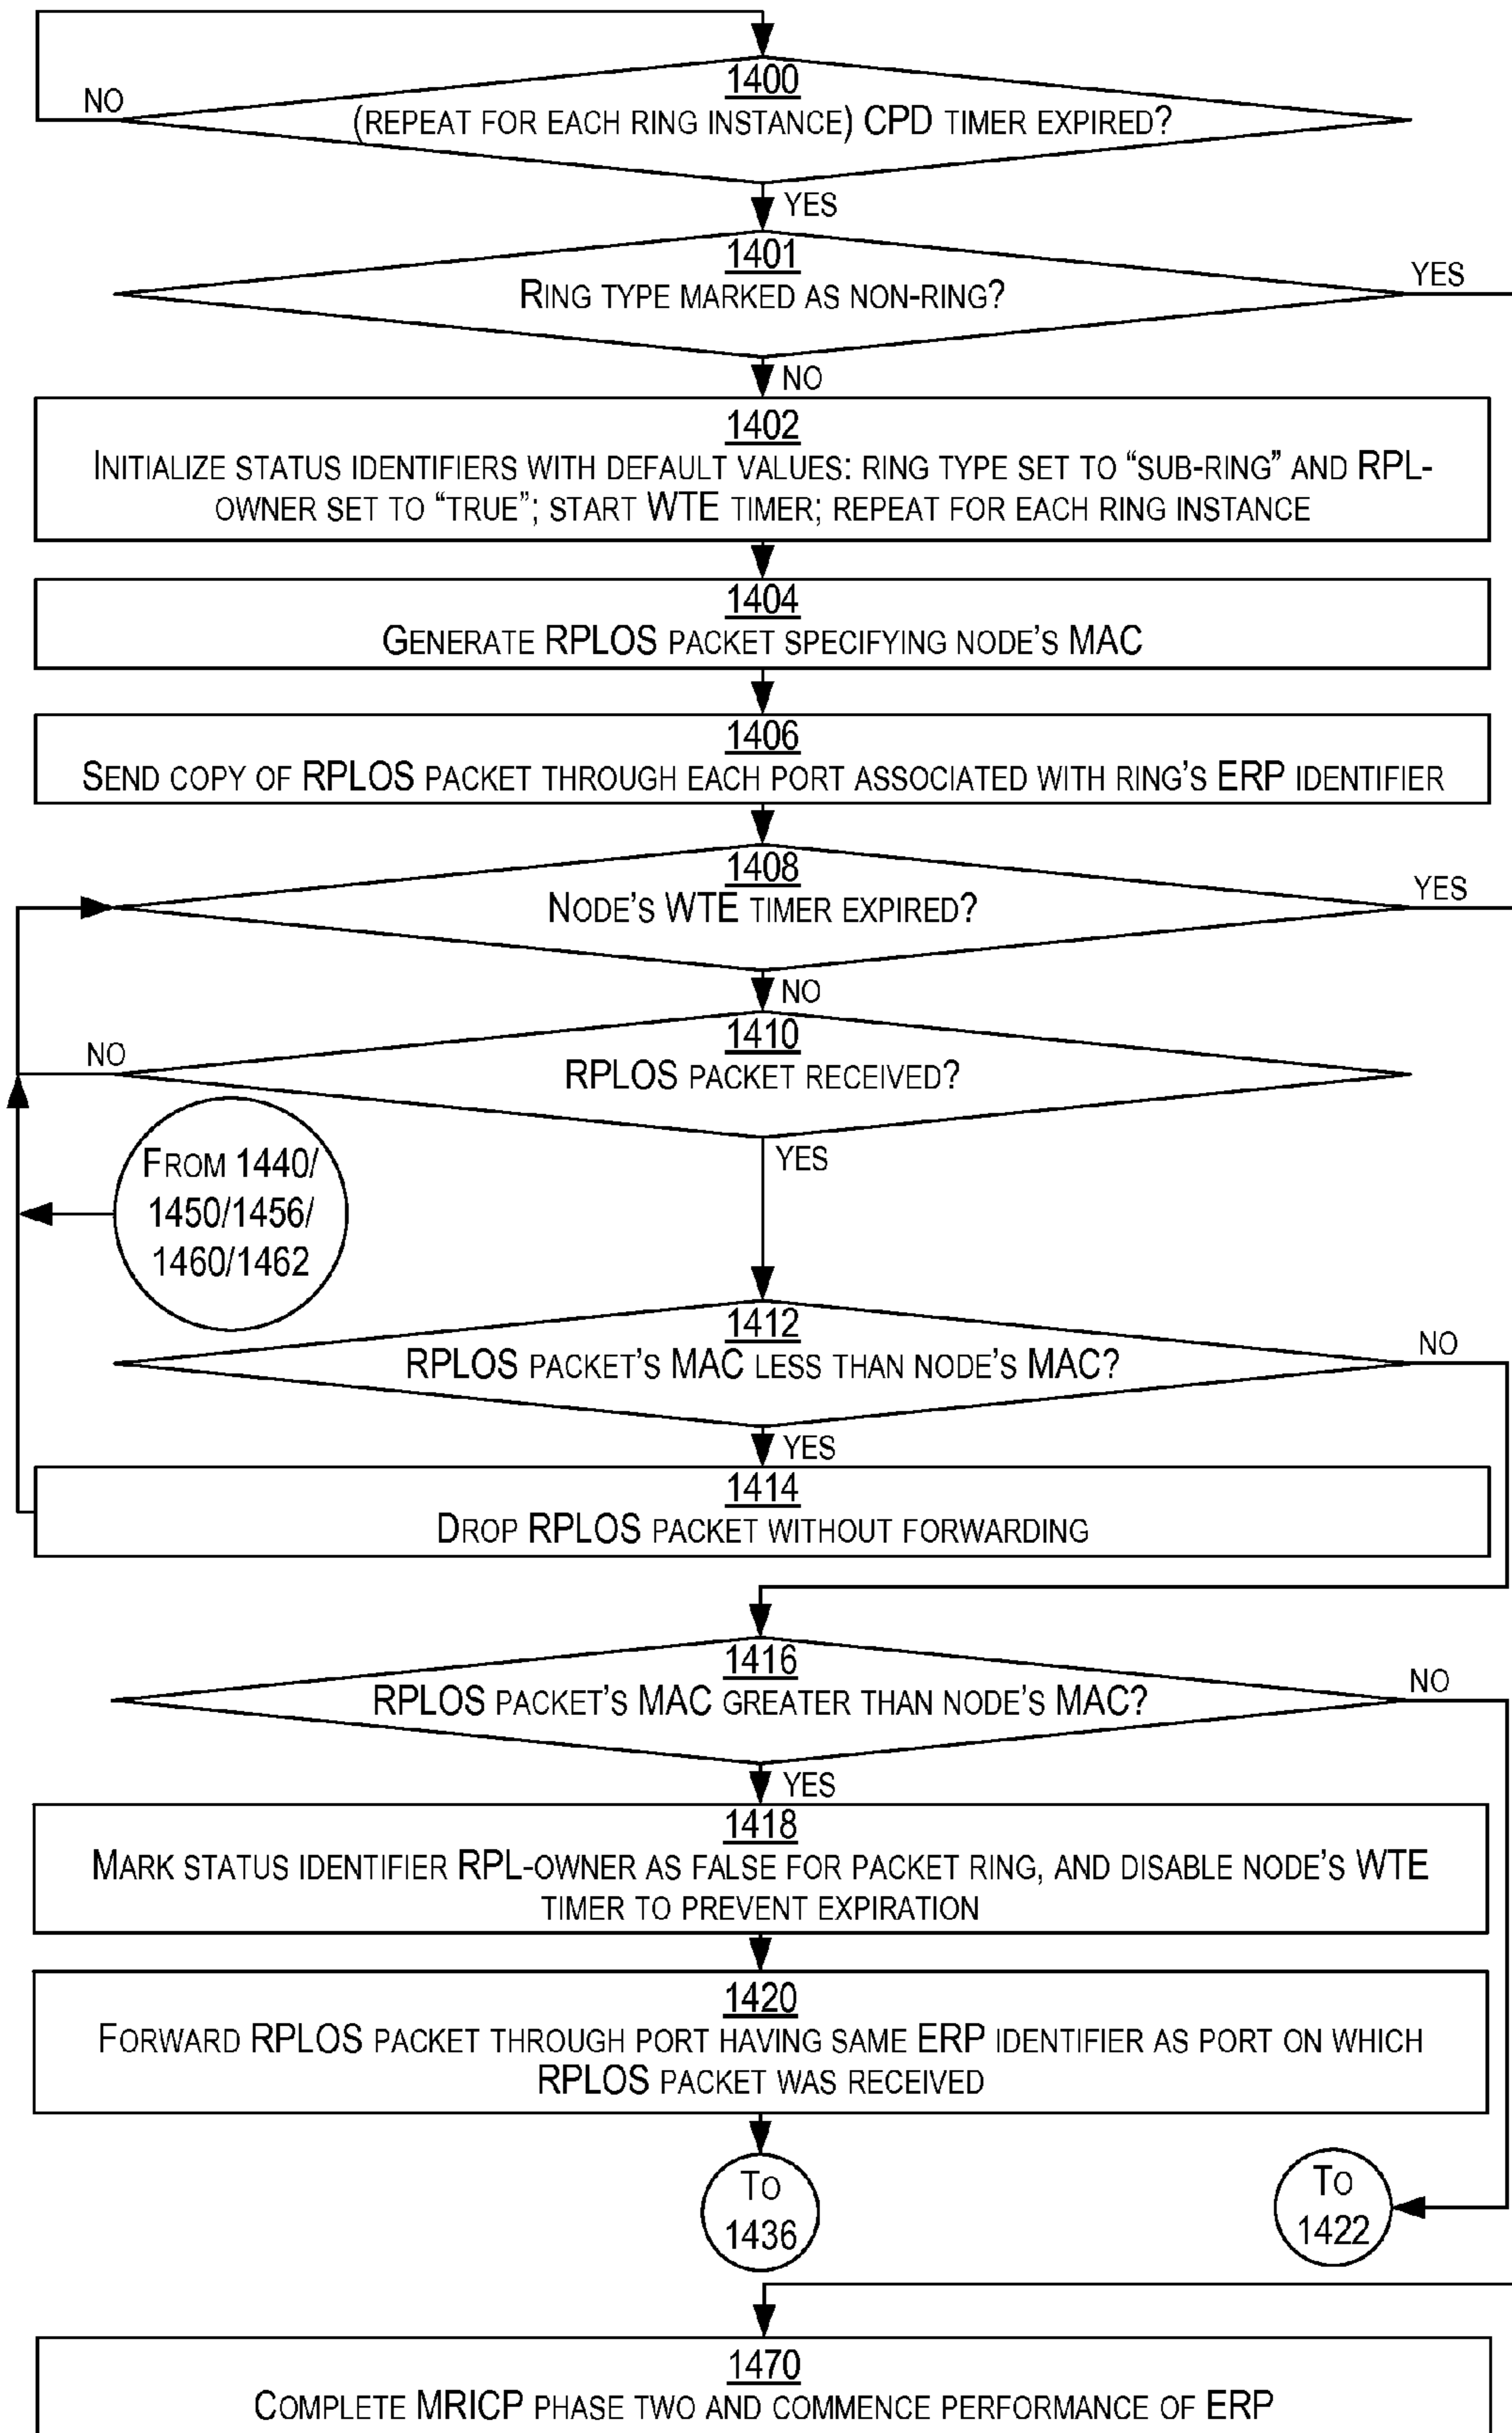 1400
(REPEAT FOR EACH RING INSTANCE) CPD TIMER EXPIRED?
NO
YES
1401
RING TYPE MARKED AS NON-RING?
YES
NO
1402
INITIALIZE STATUS IDENTIFIERS WITH DEFAULT VALUES: RING TYPE SET TO “SUB-RING” AND RPL-
OWNER SET TO “TRUE”; START WTE TIMER; REPEAT FOR EACH RING INSTANCE
1404
GENERATE RPLOS PACKET SPECIFYING NODE'S MAC
1406
SEND COPY OF RPLOS PACKET THROUGH EACH PORT ASSOCIATED WITH RING'S ERP IDENTIFIER
1408
NODE'S WTE TIMER EXPIRED?
YES
NO
1410
RPLOS PACKET RECEIVED?
NO
YES
FROM 1440/
1450/1456/
1460/1462
1412
RPLOS PACKET'S MAC LESS THAN NODE'S MAC?
NO
YES
1414
DROP RPLOS PACKET WITHOUT FORWARDING
1416
RPLOS PACKET'S MAC GREATER THAN NODE'S MAC?
NO
YES
1418
MARK STATUS IDENTIFIER RPL-OWNER AS FALSE FOR PACKET RING, AND DISABLE NODE'S WTE
TIMER TO PREVENT EXPIRATION
1420
FORWARD RPLOS PACKET THROUGH PORT HAVING SAME ERP IDENTIFIER AS PORT ON WHICH
RPLOS PACKET WAS RECEIVED
TO
1436
TO
1422
1470
COMPLETE MRICP PHASE TWO AND COMMENCE PERFORMANCE OF ERP